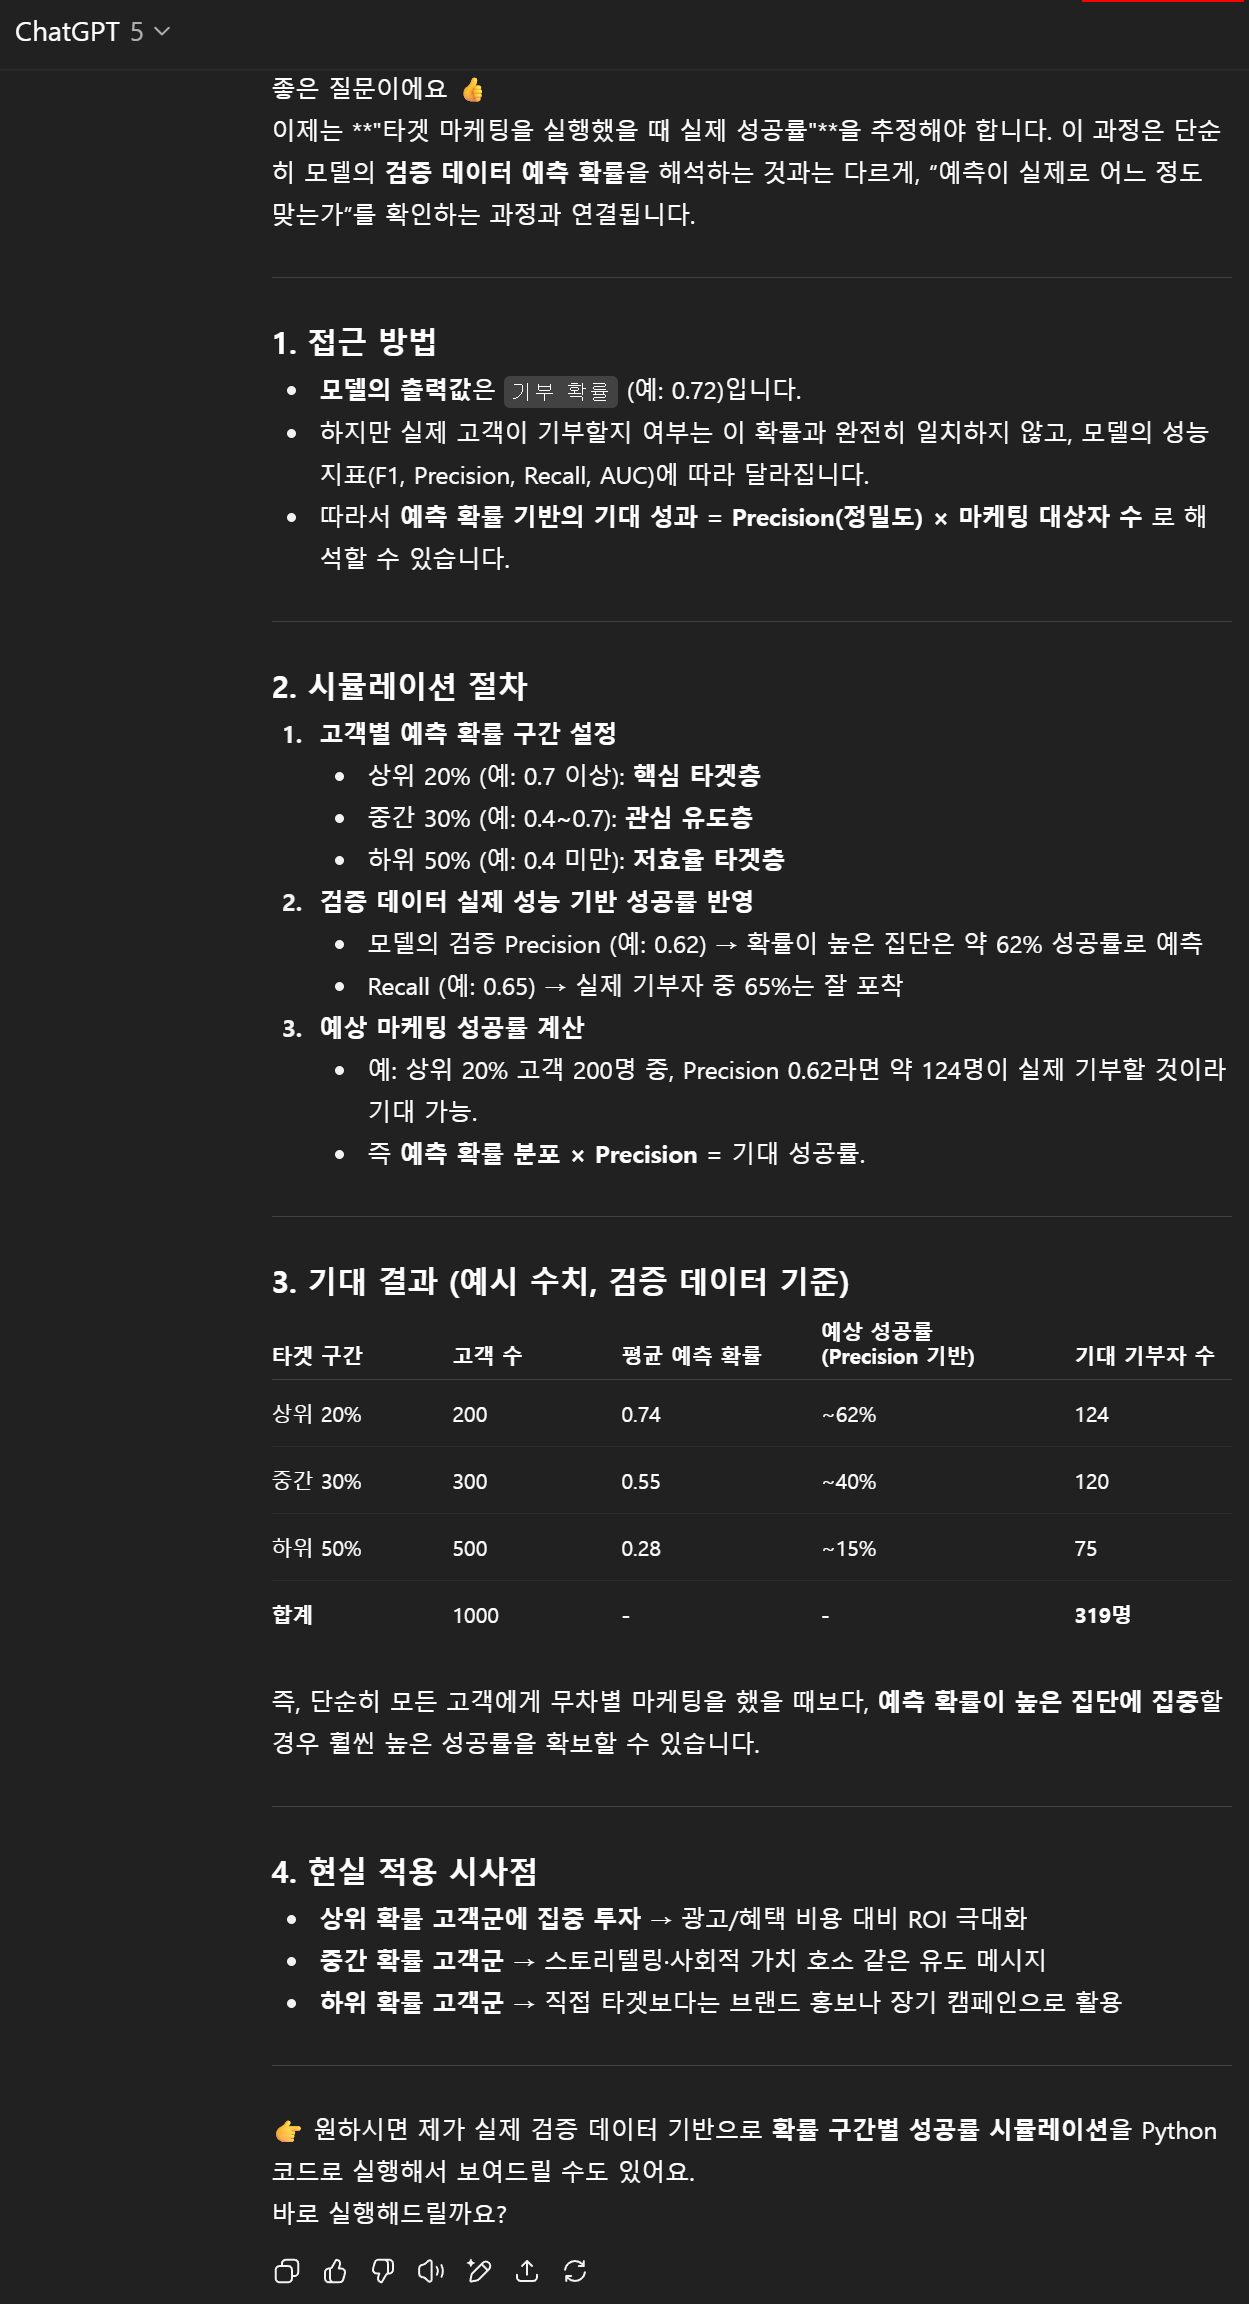 ChatGPT 5
좋은 질문이에요 👍
이제는 **"타겟 마케팅을 실행했을 때 실제 성공률"**을 추정해야 합니다. 이 과정은 단순
히 모델의 검증 데이터 예측 확률을 해석하는 것과는 다르게, “예측이 실제로 어느 정도
맞는가”를 확인하는 과정과 연결됩니다.
1. 접근 방법
• 모델의 출력값은 기부 확률 (예: 0.72)입니다.
• 하지만 실제 고객이 기부할지 여부는 이 확률과 완전히 일치하지 않고, 모델의 성능
지표(F1, Precision, Recall, AUC)에 따라 달라집니다.
• 따라서 예측 확률 기반의 기대 성과 = Precision(정밀도) × 마케팅 대상자 수 로 해
석할 수 있습니다.
2. 시뮬레이션 절차
1. 고객별 예측 확률 구간 설정
• 상위 20% (예: 0.7 이상): 핵심 타겟층
• 중간 30% (예: 0.4~0.7): 관심 유도층
• 하위 50% (예: 0.4 미만): 저효율 타겟층
2. 검증 데이터 실제 성능 기반 성공률 반영
• 모델의 검증 Precision (예: 0.62) → 확률이 높은 집단은 약 62% 성공률로 예측
• Recall (예: 0.65) → 실제 기부자 중 65%는 잘 포착
3. 예상 마케팅 성공률 계산
• 예: 상위 20% 고객 200명 중, Precision 0.62라면 약 124명이 실제 기부할 것이라
기대 가능.
• 즉 예측 확률 분포 × Precision = 기대 성공률.
3. 기대 결과 (예시 수치, 검증 데이터 기준)
타겟 구간 고객 수 평균 예측 확률 예상 성공률 (Precision 기반) 기대 기부자 수
상위 20% 200 0.74 ~62% 124
중간 30% 300 0.55 ~40% 120
하위 50% 500 0.28 ~15% 75
합계 1000 - - 319명
즉, 단순히 모든 고객에게 무차별 마케팅을 했을 때보다, 예측 확률이 높은 집단에 집중할
경우 훨씬 높은 성공률을 확보할 수 있습니다.
4. 현실 적용 시사점
• 상위 확률 고객군에 집중 투자 → 광고/혜택 비용 대비 ROI 극대화
• 중간 확률 고객군 → 스토리텔링·사회적 가치 호소 같은 유도 메시지
• 하위 확률 고객군 → 직접 타겟보다는 브랜드 홍보나 장기 캠페인으로 활용
👉 원하시면 제가 실제 검증 데이터 기반으로 확률 구간별 성공률 시뮬레이션을 Python
코드로 실행해서 보여드릴 수도 있어요.
바로 실행해드릴까요?